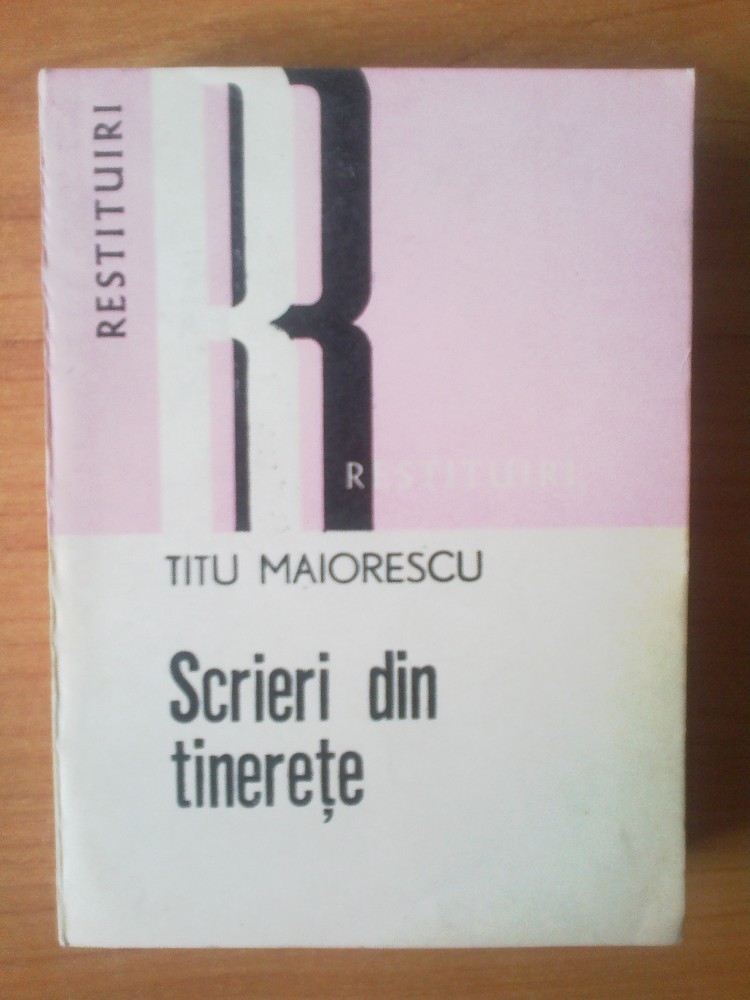 RESTITUIRI
RESTITUIRI
TITU MAIORESCU
Scrieri din
tinerețe